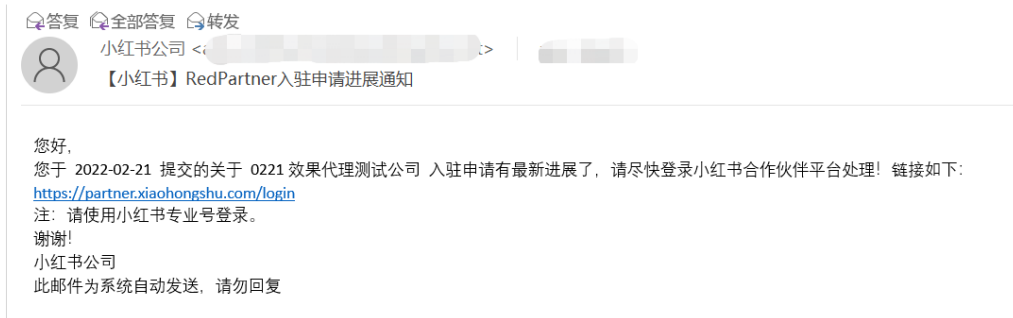 答复 全部答复 转发
小红书公司 <
>
【小红书】RedPartner入驻申请进展通知
您好，
您于 2022-02-21 提交的关于 0221 效果代理测试公司 入驻申请有最新进展了，请尽快登录小红书合作伙伴平台处理！链接如下：
https://partner.xiaohongshu.com/login
注：请使用小红书专业号登录。
谢谢！
小红书公司
此邮件为系统自动发送，请勿回复